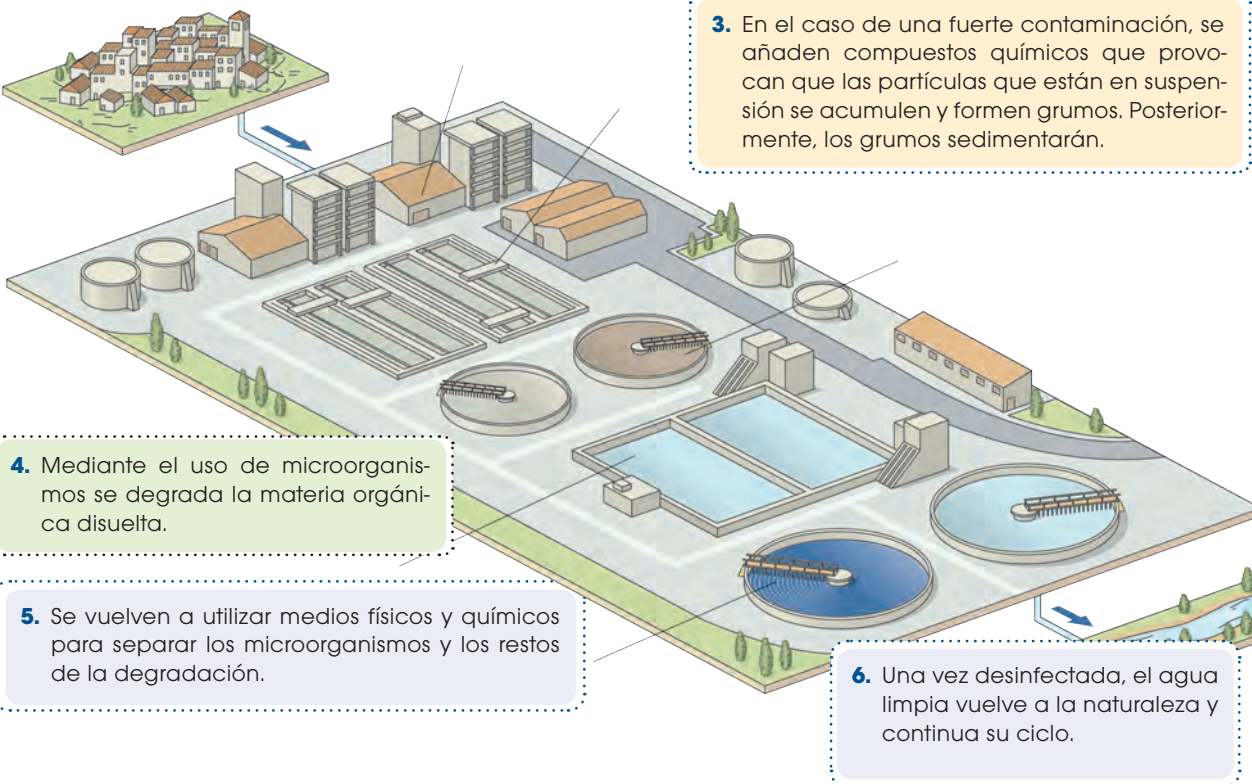 3. En el caso de una fuerte contaminación, se
añaden compuestos químicos que provo-
can que las partículas que están en suspen-
sión se acumulen y formen grumos. Posterior-
mente, los grumos sedimentarán.
4. Mediante el uso de microorganis-
mos se degrada la materia orgáni-
ca disuelta.
5. Se vuelven a utilizar medios físicos y químicos
para separar los microorganismos y los restos
de la degradación.
6. Una vez desinfectada, el agua
limpia vuelve a la naturaleza y
continua su ciclo.